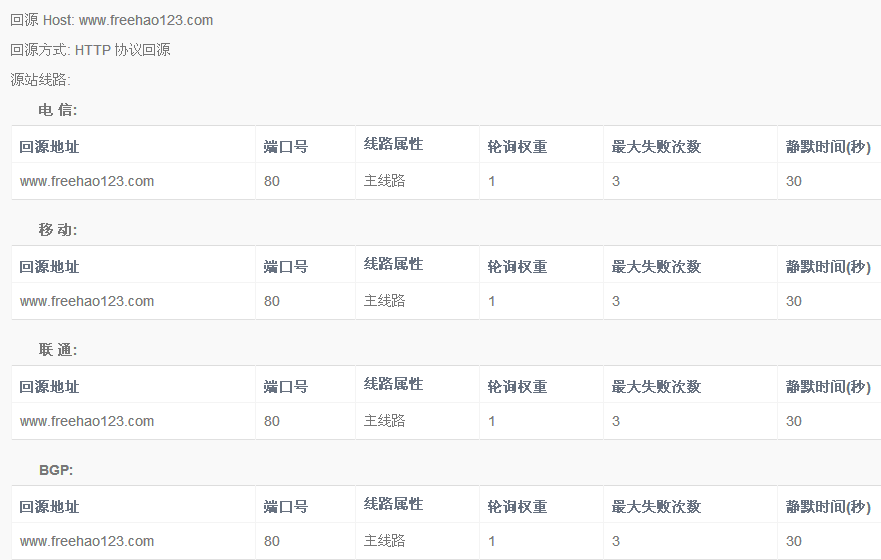 回源 Host: www.freehao123.com
回源方式: HTTP 协议回源
源站线路:
电 信:
回源地址 端口号 线路属性 轮询权重 最大失败次数 静默时间(秒)
www.freehao123.com 80 主线路 1 3 30
移 动:
回源地址 端口号 线路属性 轮询权重 最大失败次数 静默时间(秒)
www.freehao123.com 80 主线路 1 3 30
联 通:
回源地址 端口号 线路属性 轮询权重 最大失败次数 静默时间(秒)
www.freehao123.com 80 主线路 1 3 30
BGP:
回源地址 端口号 线路属性 轮询权重 最大失败次数 静默时间(秒)
www.freehao123.com 80 主线路 1 3 30